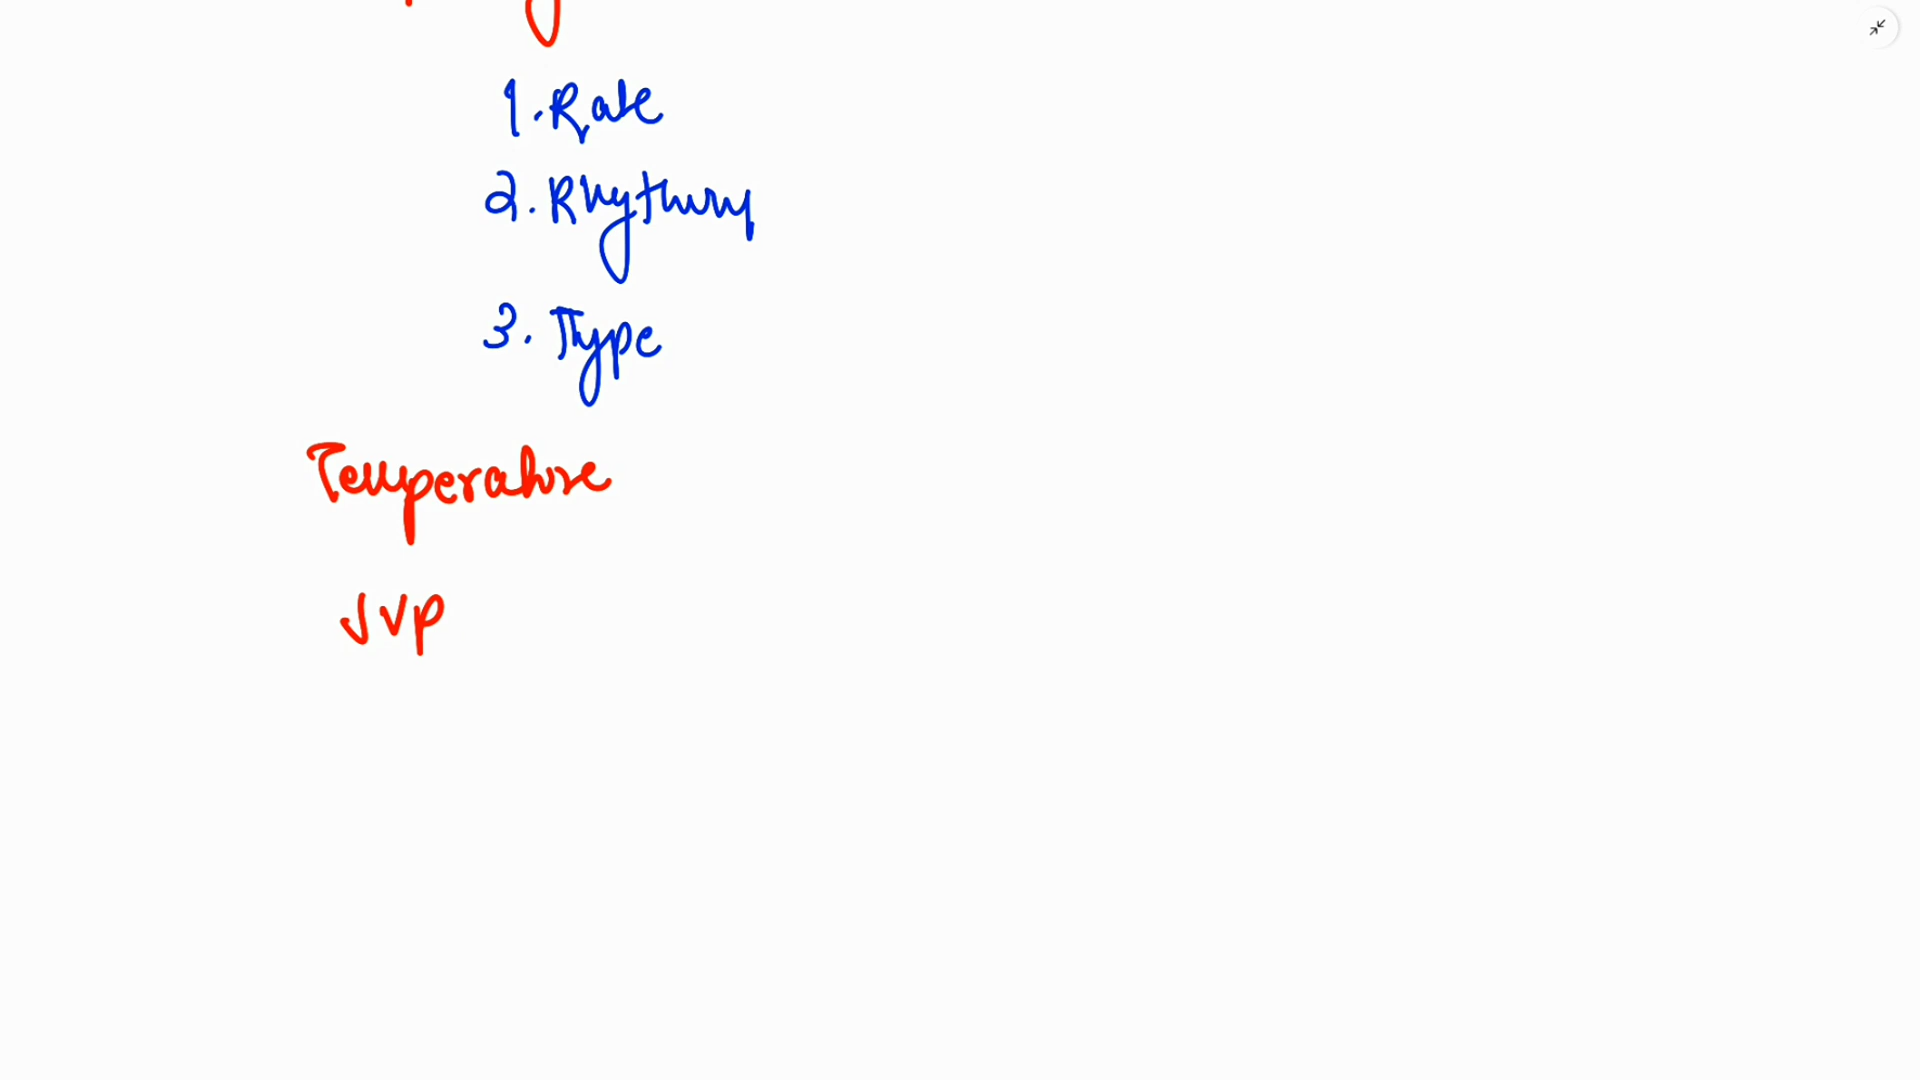 1. Rate
2. Rhythm
3. Type
Temperature
JVP